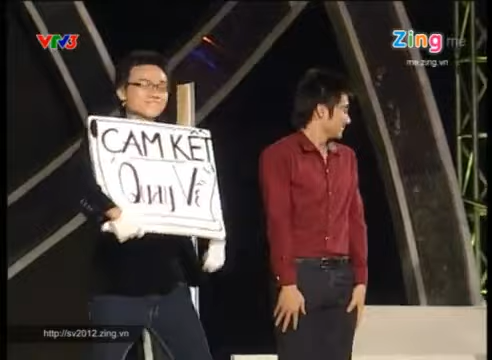 VTV3
Zing me
me.zing.vn
CAM KẾT
Quay Về
http://sv2012.zing.vn